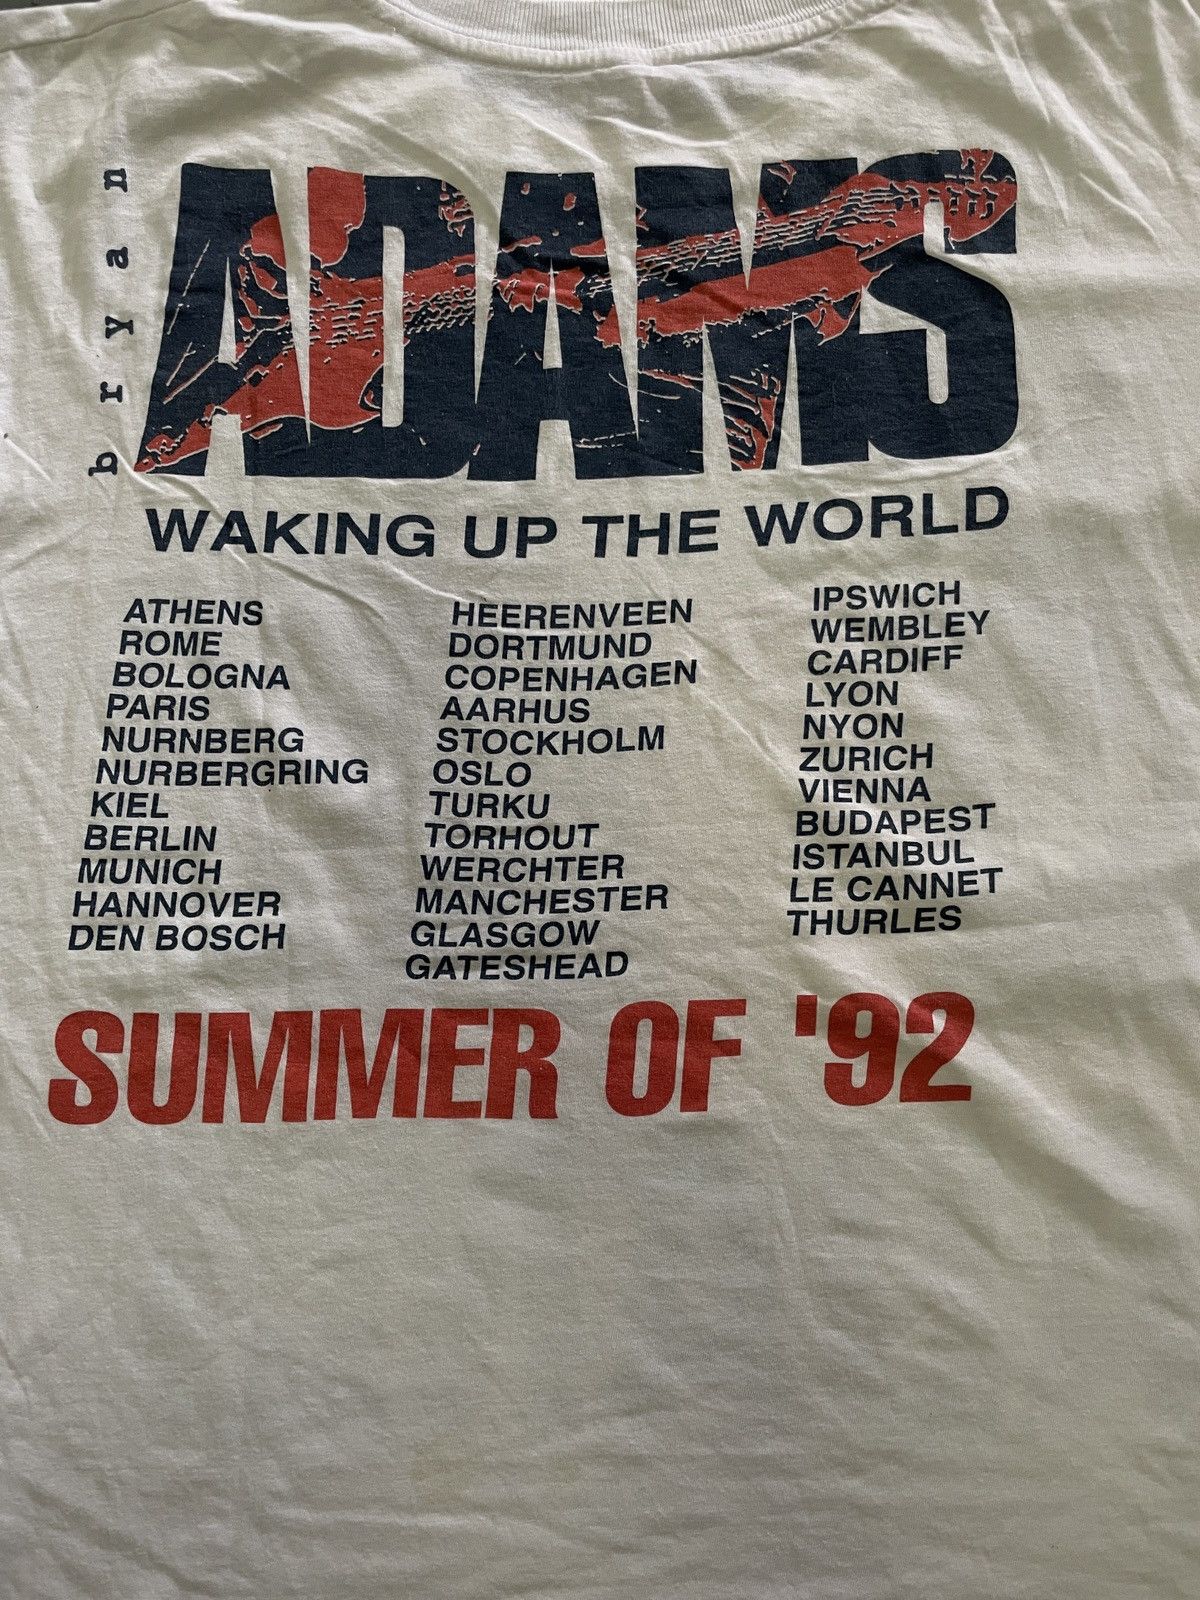 bryan
ADAMS
WAKING UP THE WORLD
ATHENS
ROME
BOLOGNA
PARIS
NURNBERG
NURBERGRING
KIEL
BERLIN
MUNICH
HANNOVER
DEN BOSCH
HEERENVEEN
DORTMUND
COPENHAGEN
AARHUS
STOCKHOLM
OSLO
TURKU
TORHOUT
WERCHTER
MANCHESTER
GLASGOW
GATESHEAD
IPSWICH
WEMBLEY
CARDIFF
LYON
NYON
ZURICH
VIENNA
BUDAPEST
ISTANBUL
LE CANNET
THURLES
SUMMER OF '92